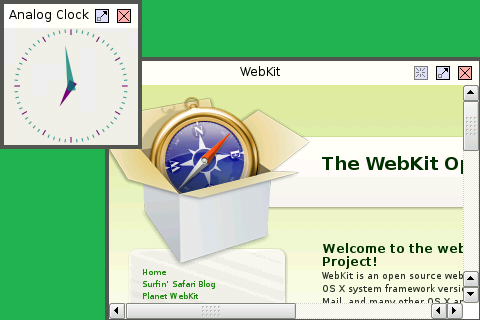 Analog Clock
WebKit
N
E
S
W
The WebKit Op
Home
Surfin' Safari Blog
Planet WebKit
Welcome to the web
Project!
WebKit is an open source web
OS X system framework versi
Mail, and many other OS X a